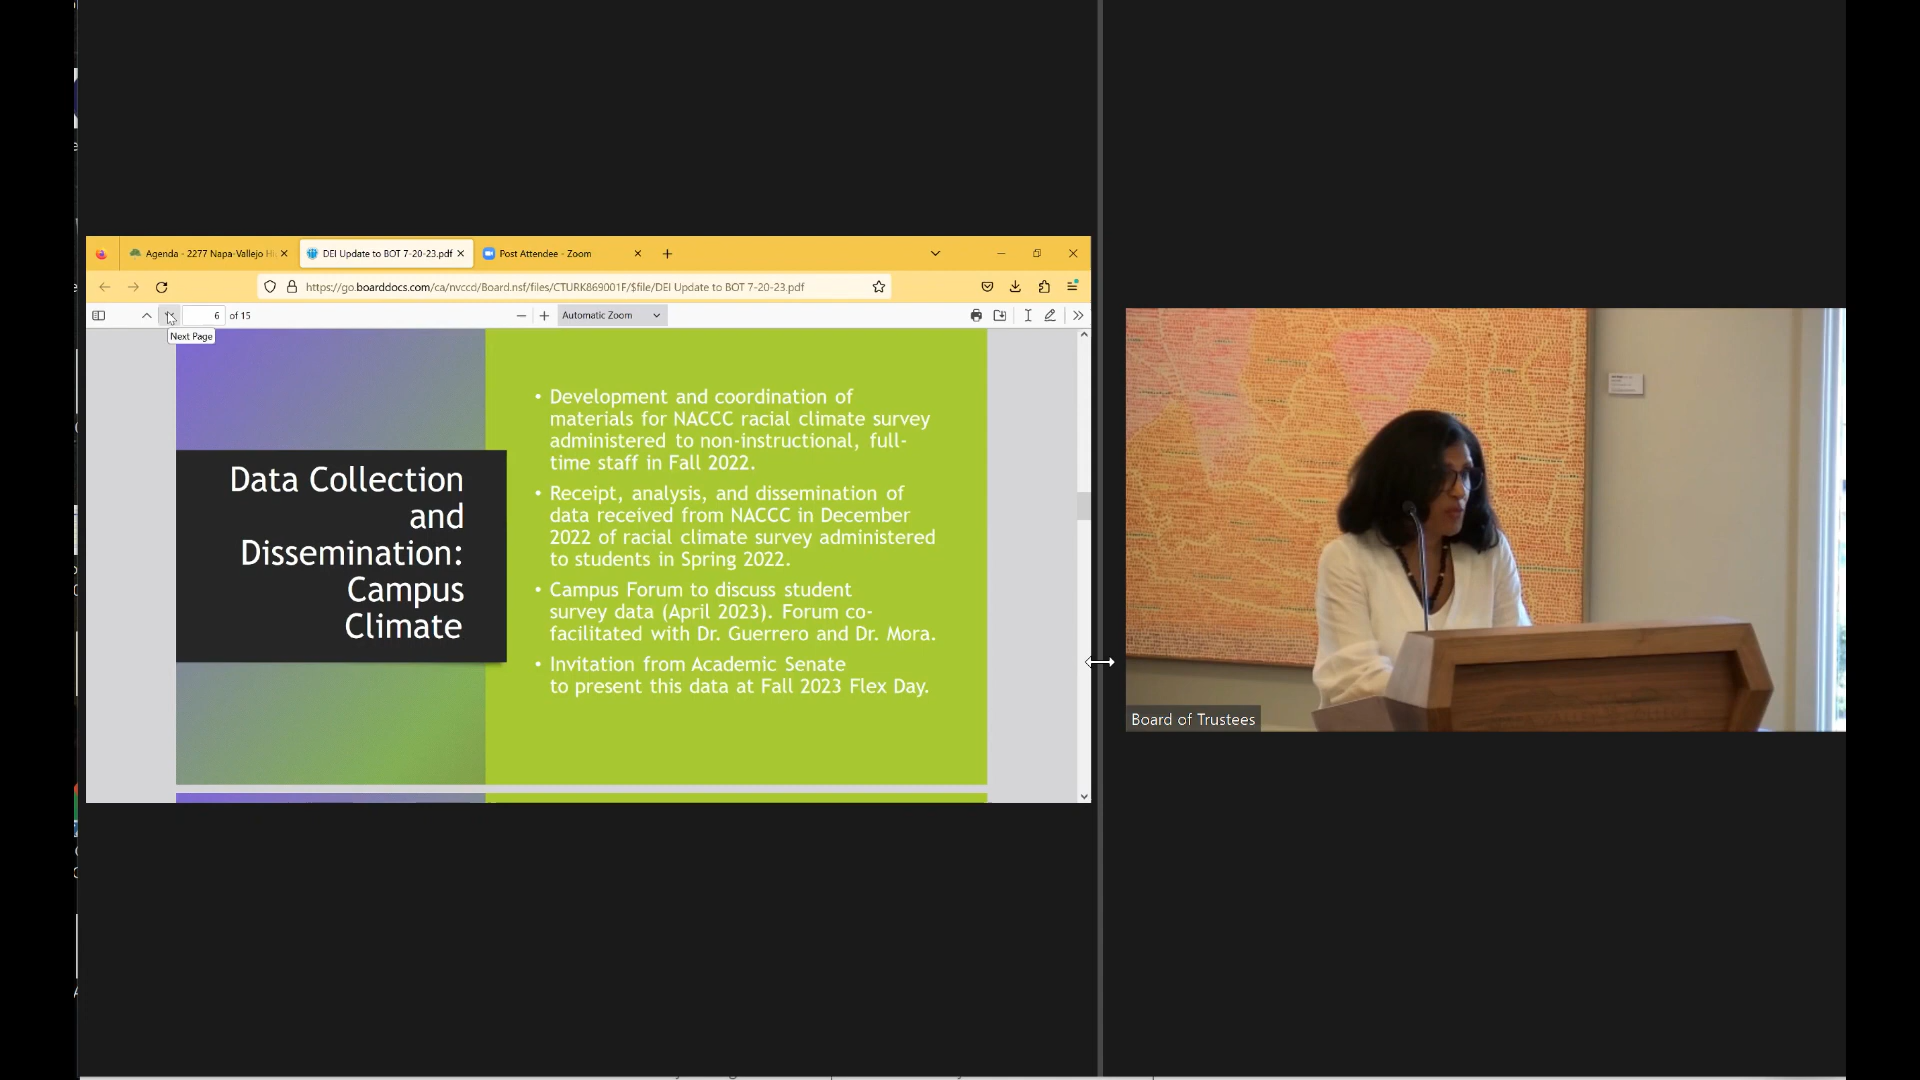 Agenda - 2277 Napa-Vallejo Hi
DEI Update to BOT 7-20-23.pdf
Post Attendee - Zoom
https://go.boarddocs.com/ca/nvccd/Board.nsf/files/CTURK869001F/$file/DEI Update to BOT 7-20-23.pdf
6 of 15
Automatic Zoom
Next Page
Data Collection
and
Dissemination:
Campus
Climate
• Development and coordination of
materials for NACCC racial climate survey
administered to non-instructional, full-
time staff in Fall 2022.
• Receipt, analysis, and dissemination of
data received from NACCC in December
2022 of racial climate survey administered
to students in Spring 2022.
• Campus Forum to discuss student
survey data (April 2023). Forum co-
facilitated with Dr. Guerrero and Dr. Mora.
• Invitation from Academic Senate
to present this data at Fall 2023 Flex Day.
Board of Trustees